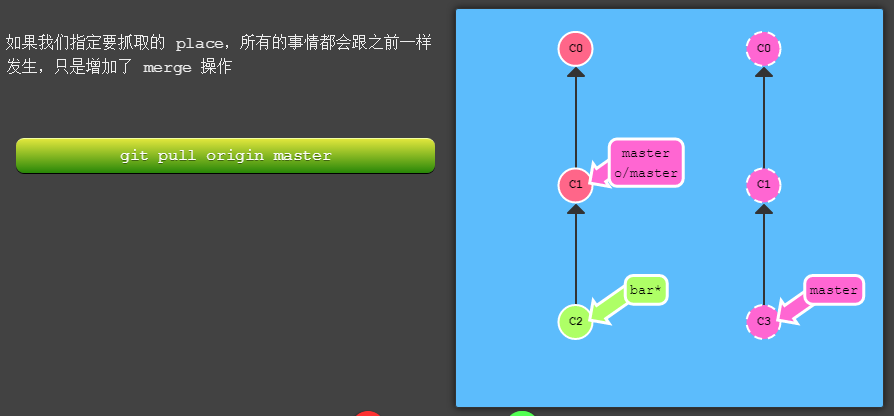 如果我们指定要抓取的 place，所有的事情都会跟之前一样
发生，只是增加了 merge 操作
git pull origin master
C0
C0
C1
master
o/master
C1
C2
bar*
C3
master